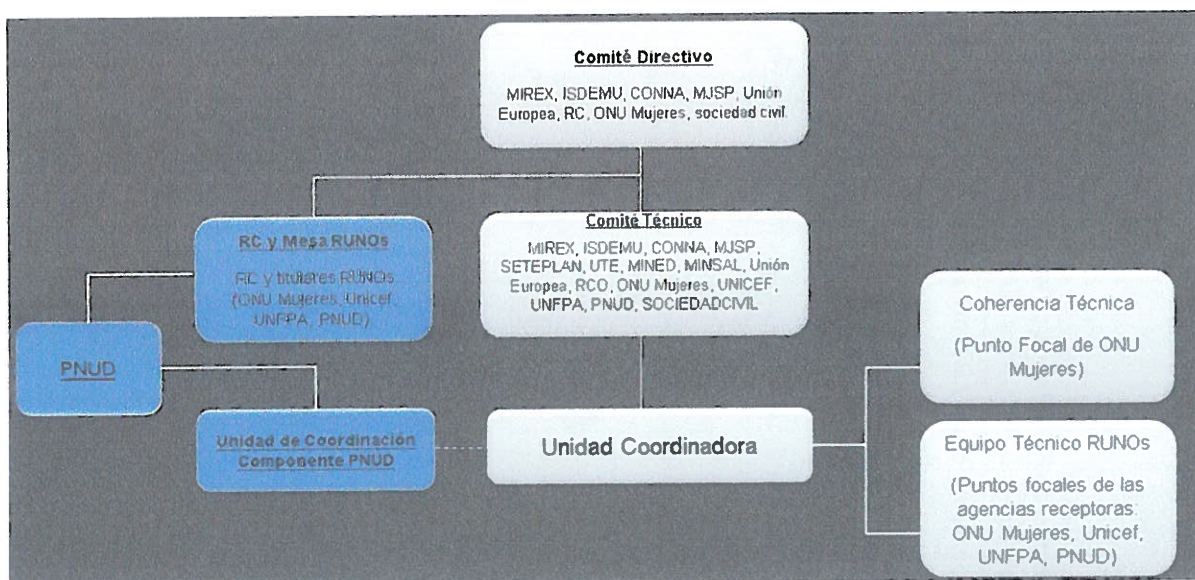 Comité Directivo
MIREX, ISDEMU, CONNA, MJSP, Unión
Europea, RC, ONU Mujeres, sociedad civil.
RC y Mesa RUNOs
RC y titulares RUNOs
(ONU Mujeres, Unicef,
UNFPA, PNUD)
Comité Técnico
MIREX, ISDEMU, CONNA, MJSP,
SETEPLAN, UTE, MINED, MINSAL, Unión
Europea, RCO, ONU Mujeres, UNICEF,
UNFPA, PNUD, SOCIEDADCIVIL
PNUD
Unidad de Coordinación
Componente PNUD
Unidad Coordinadora
Coherencia Técnica
(Punto Focal de ONU
Mujeres)
Equipo Técnico RUNOs
(Puntos focales de las
agencias receptoras:
ONU Mujeres, Unicef,
UNFPA, PNUD)